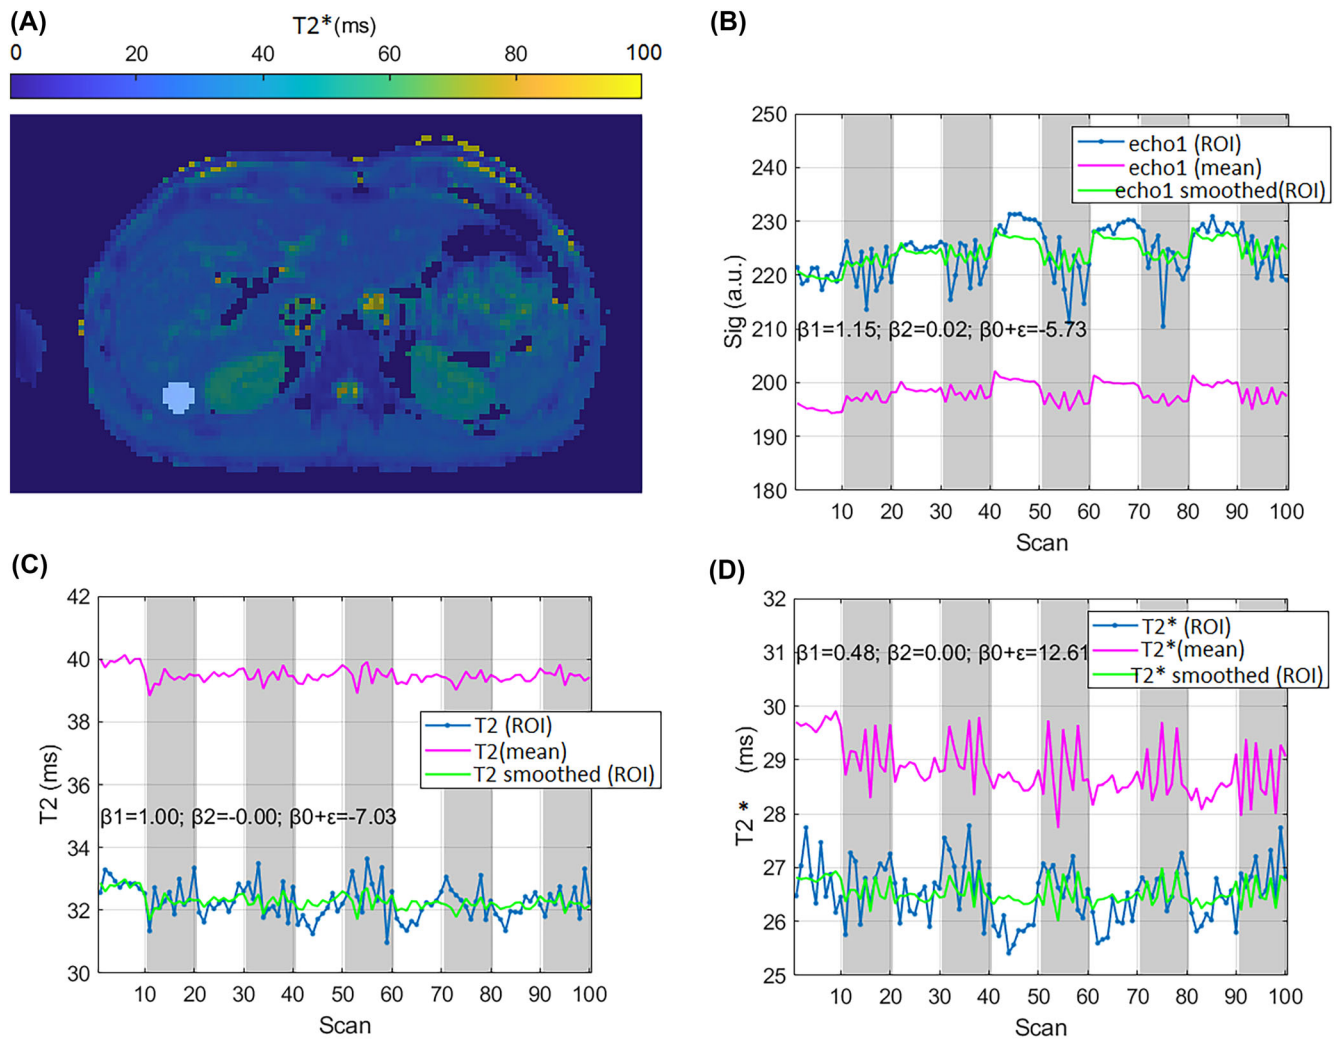 (A)
T2*(ms)
0 20 40 60 80 100
(B)
250
240
230
220
210
200
190
180
Sig (a.u.)
echo1 (ROI)
echo1 (mean)
echo1 smoothed(ROI)
β1=1.15; β2=0.02; β0+ε=-5.73
10 20 30 40 50 60 70 80 90 100
Scan
(C)
42
40
38
36
34
32
30
T2 (ms)
T2 (ROI)
T2(mean)
T2 smoothed (ROI)
β1=1.00; β2=-0.00; β0+ε=-7.03
10 20 30 40 50 60 70 80 90 100
Scan
(D)
32
31
30
29
28
27
26
25
T2* (ms)
T2* (ROI)
T2*(mean)
T2* smoothed (ROI)
β1=0.48; β2=0.00; β0+ε=12.61
10 20 30 40 50 60 70 80 90 100
Scan